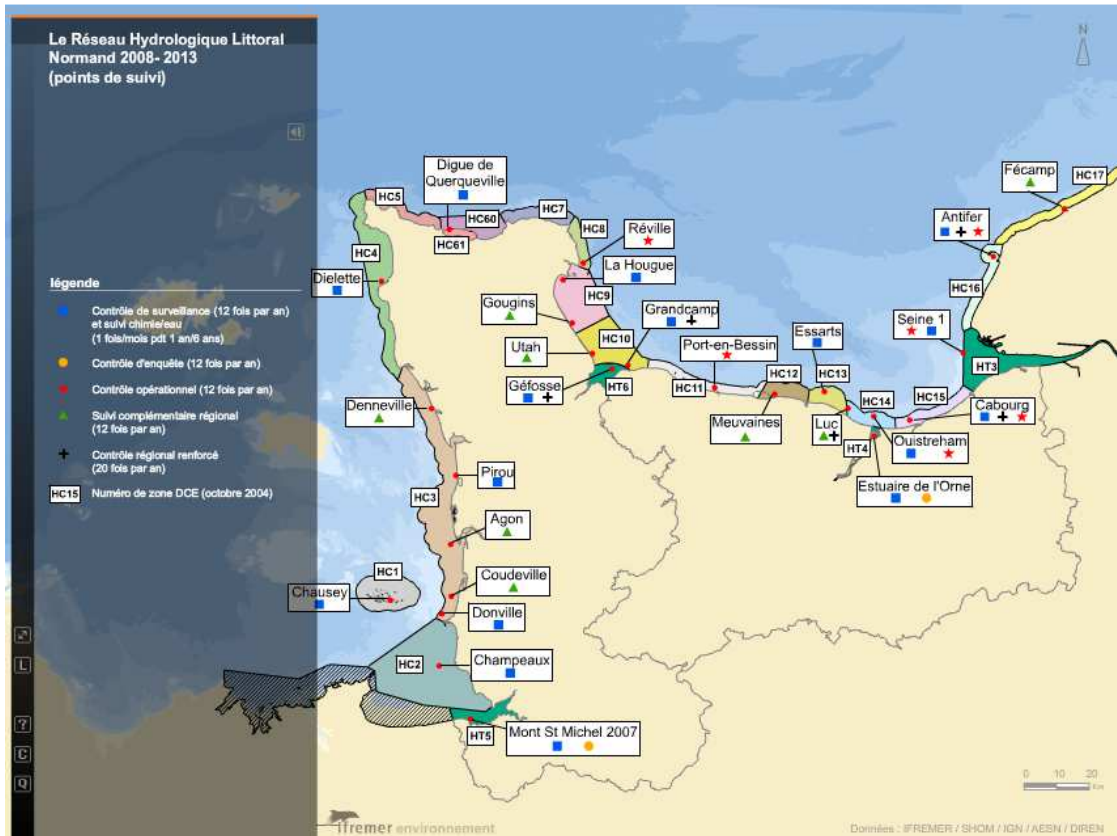 Le Réseau Hydrologique Littoral
Normand 2008- 2013
(points de suivi)
légende
Contrôle de surveillance (12 fois par an)
et suivi chimie/eau
(1 fois/mois pdt 1 an/6 ans)
Contrôle d'enquête (12 fois par an)
Contrôle opérationnel (12 fois par an)
Suivi complémentaire régional
(12 fois par an)
Contrôle régional renforcé
(20 fois par an)
HC15 Numéro de zone DCE (octobre 2004)
L
?
C
Q
N
Digue de
Querqueville
HC5
HC60
HC7
HC61
HC8
HC4
Dielette
Réville
La Hougue
HC9
Gougins
Grandcamp
HC10
Utah
Géfosse
HT6
Port-en-Bessin
HC11
HC12
Essarts
HC13
Meuvaines
Luc
HC14
HT4
HC15
Ouistreham
Cabourg
Estuaire de l'Orne
Seine 1
HT3
HC16
Antifer
Fécamp
HC17
Denneville
Pirou
HC3
Agon
Coudeville
HC1
Chausey
Donville
HC2
Champeaux
HT5
Mont St Michel 2007
0 10 20
Km
ifremer environnement
Données : IFREMER / SHOM / IGN / AESN / DIREN